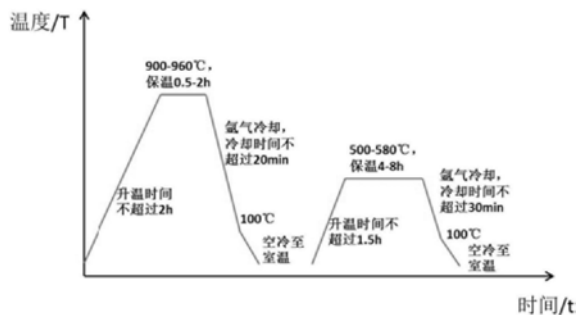 温度/T
900-960℃，
保温0.5-2h
氩气冷却，
冷却时间不
超过20min
升温时间
不超过2h
100℃
空冷至
室温
500-580℃，
保温4-8h
氩气冷却，
冷却时间不
超过30min
升温时间不
超过1.5h
100℃
空冷至
室温
时间/t